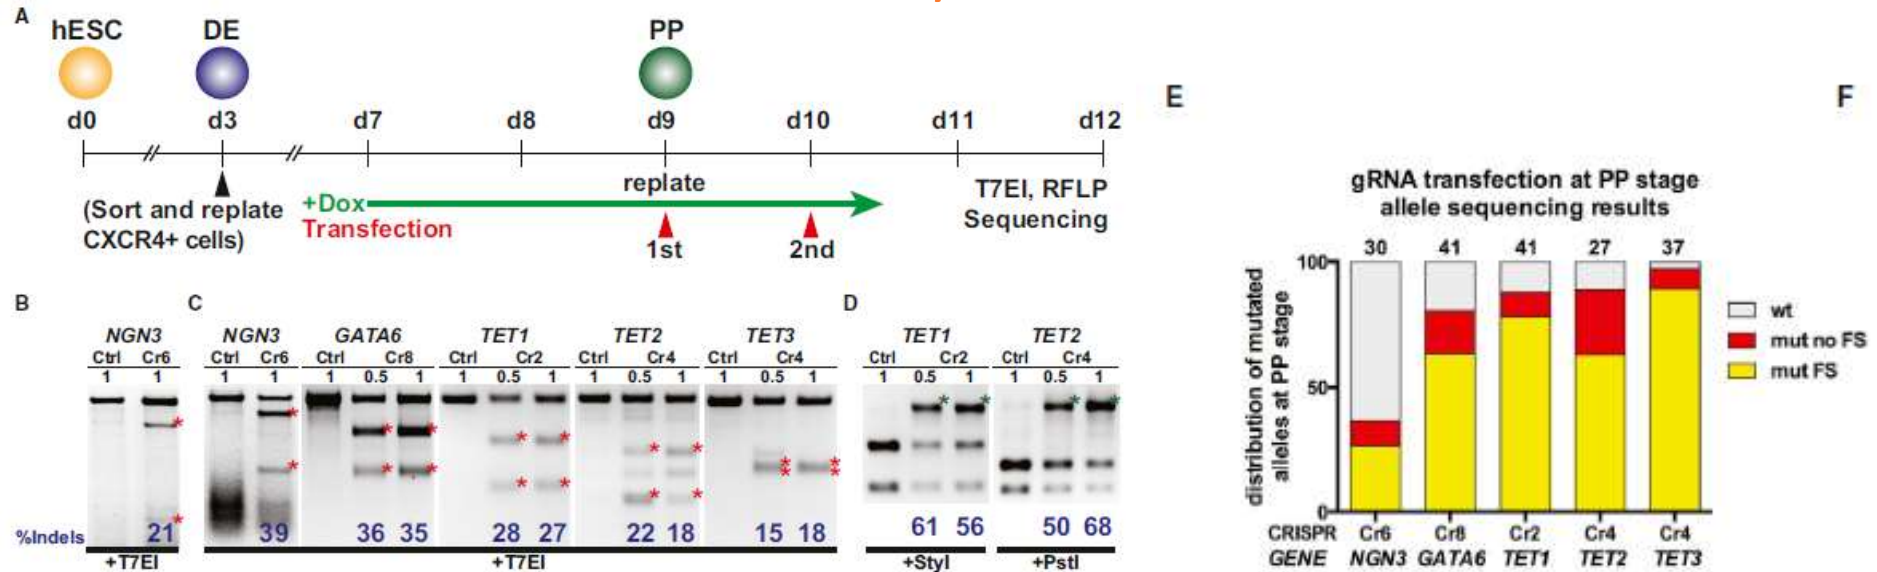 A
hESC DE PP
d0 d3 d7 d8 d9 d10 d11 d12
(Sort and replate
CXCR4+ cells)
+Dox
Transfection
replate
1st 2nd
T7EI, RFLP
Sequencing
B
NGN3
Ctrl Cr6
1 1
* *
%Indels 21
+T7EI
C
NGN3 GATA6 TET1 TET2 TET3
Ctrl Cr6 Ctrl Cr8 Ctrl Cr2 Ctrl Cr4 Ctrl Cr4
1 1 1 0.5 1 1 0.5 1 1 0.5 1 1 0.5 1
39 36 35 28 27 22 18 15 18
+T7EI
D
TET1 TET2
Ctrl Cr2 Ctrl Cr4
1 0.5 1 1 0.5 1
61 56 50 68
+StyI +PstI
E
F
gRNA transfection at PP stage
allele sequencing results
30 41 41 27 37
distribution of mutated
alleles at PP stage
100
50
0
wt
mut no FS
mut FS
CRISPR Cr6 Cr8 Cr2 Cr4 Cr4
GENE NGN3 GATA6 TET1 TET2 TET3